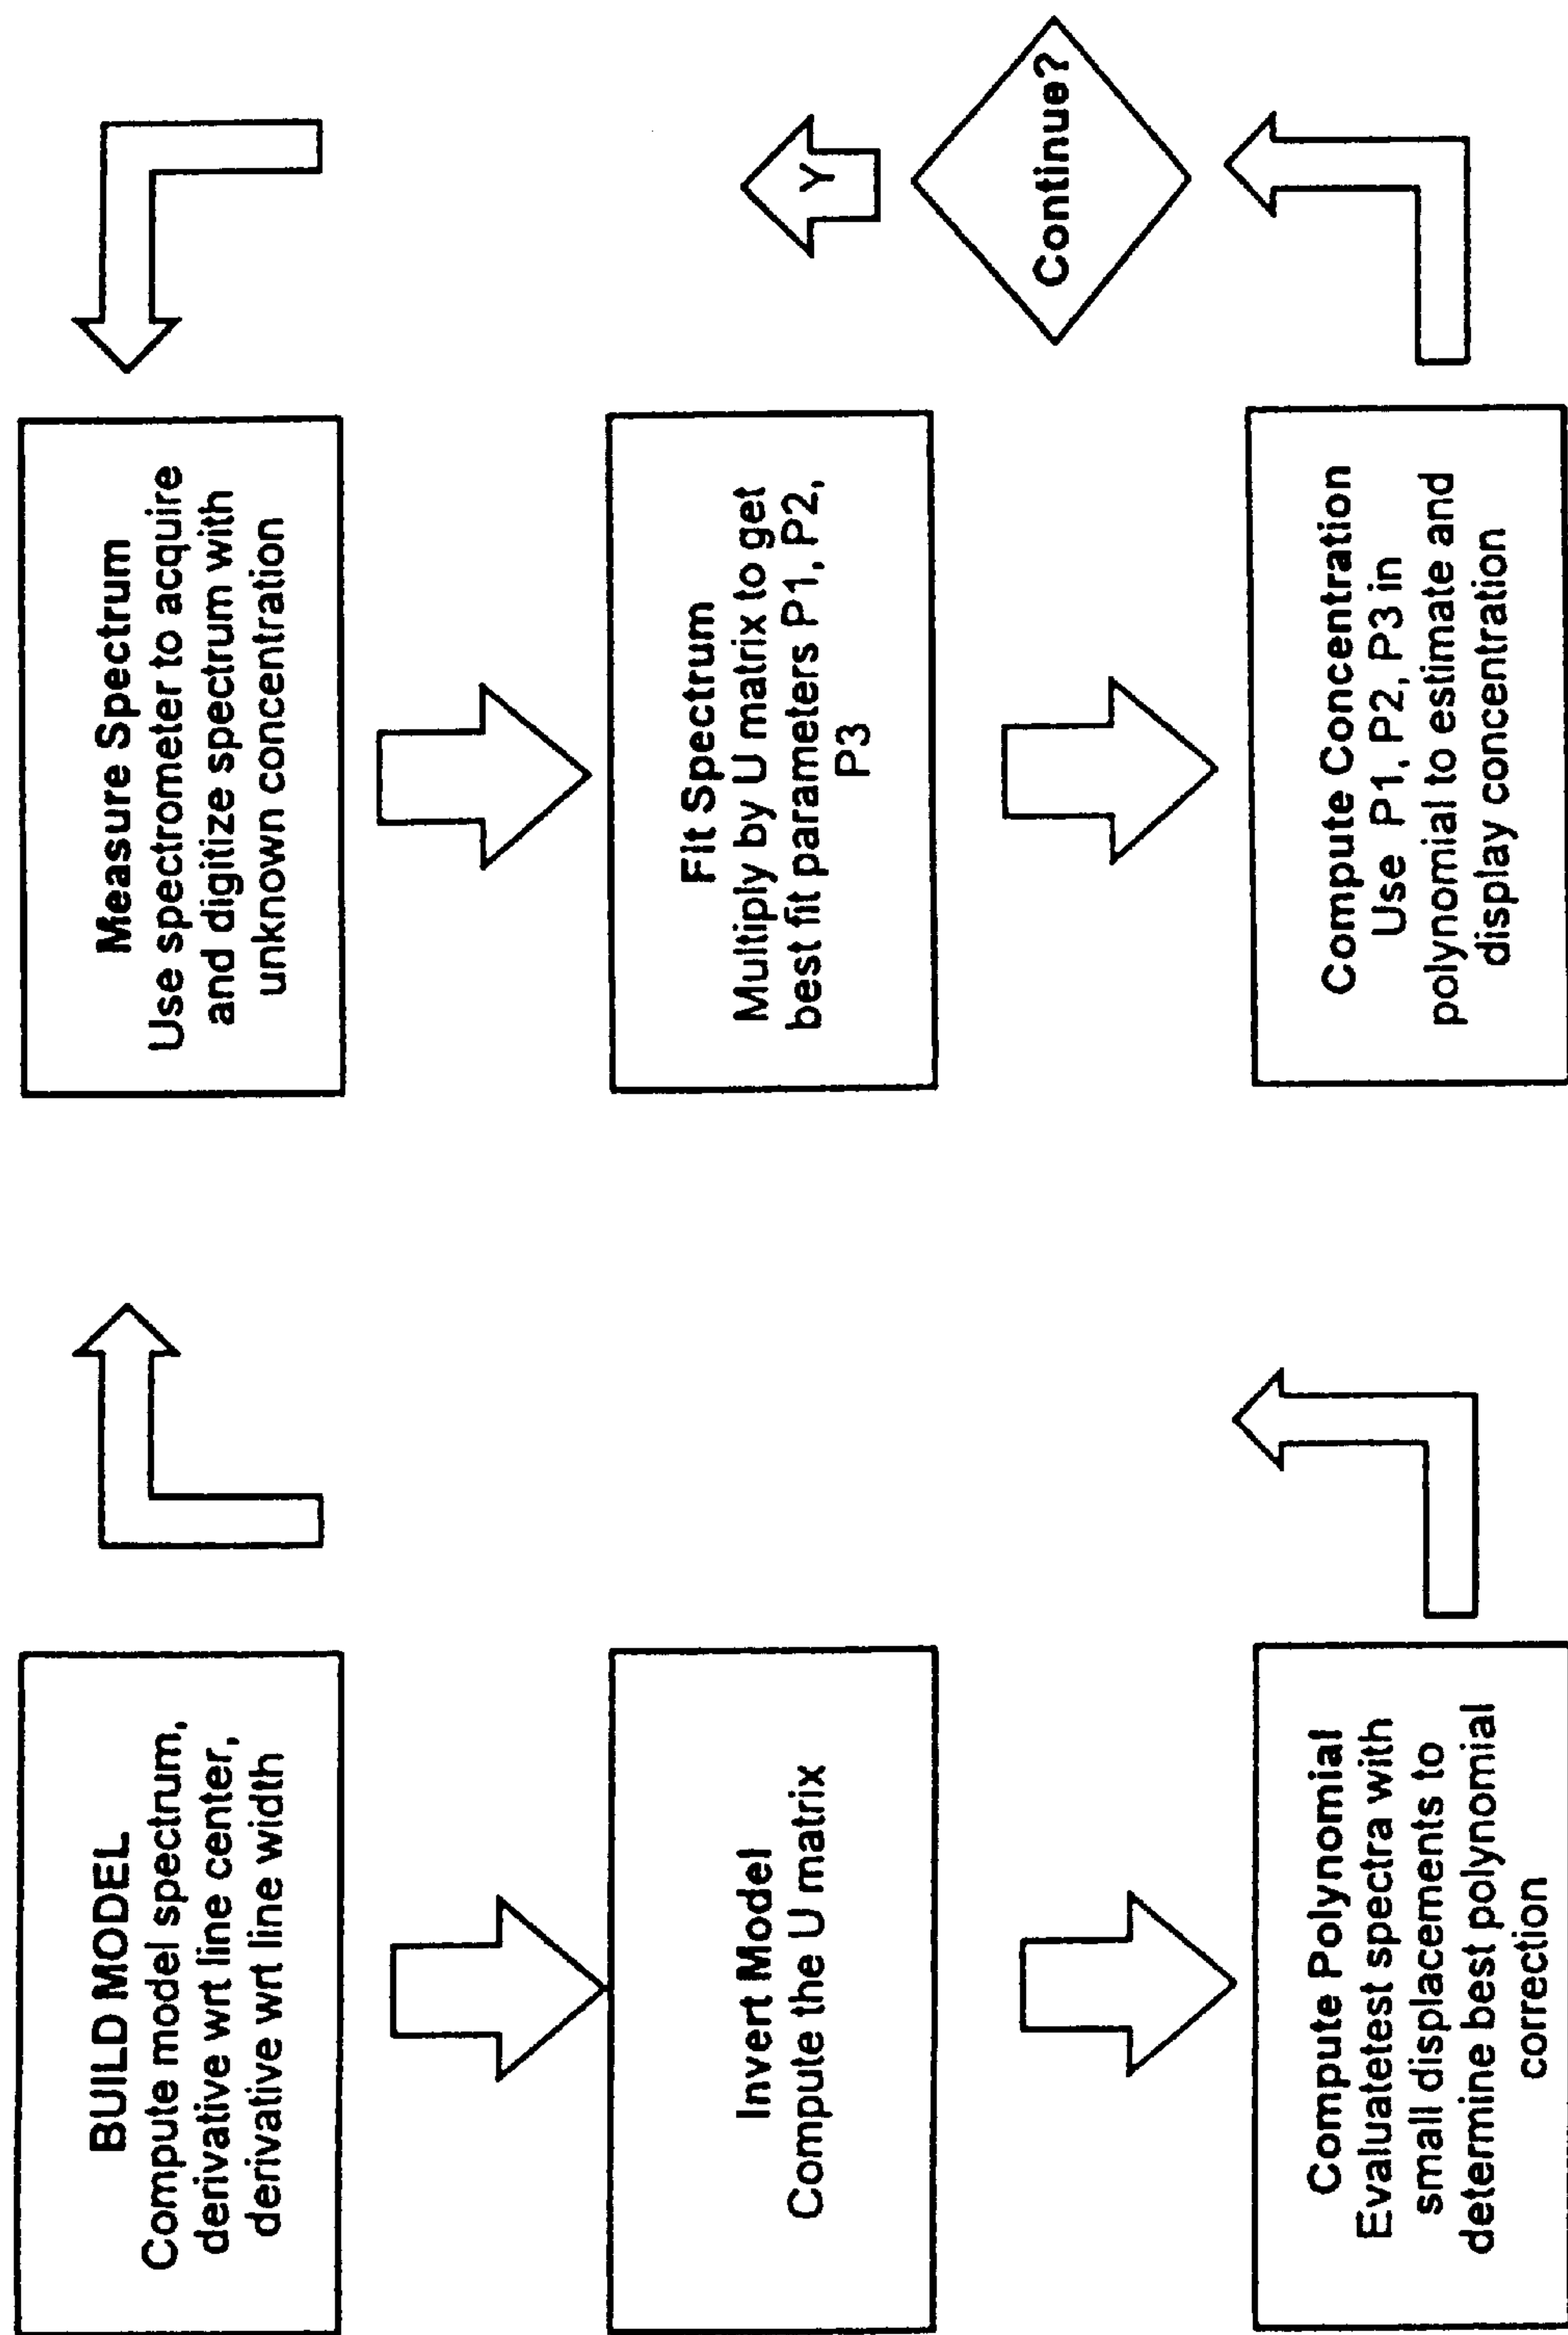 BUILD MODEL
Compute model spectrum,
derivative wrt line center,
derivative wrt line width
Invert Model
Compute the U matrix
Compute Polynomial
Evaluatetest spectra with
small displacements to
determine best polynomial
correction
Measure Spectrum
Use spectrometer to acquire
and digitize spectrum with
unknown concentration
Fit Spectrum
Multiply by U matrix to get
best fit parameters P1, P2,
P3
Compute Concentration
Use P1, P2, P3 in
polynomial to estimate and
display concentration
Continue?
Y